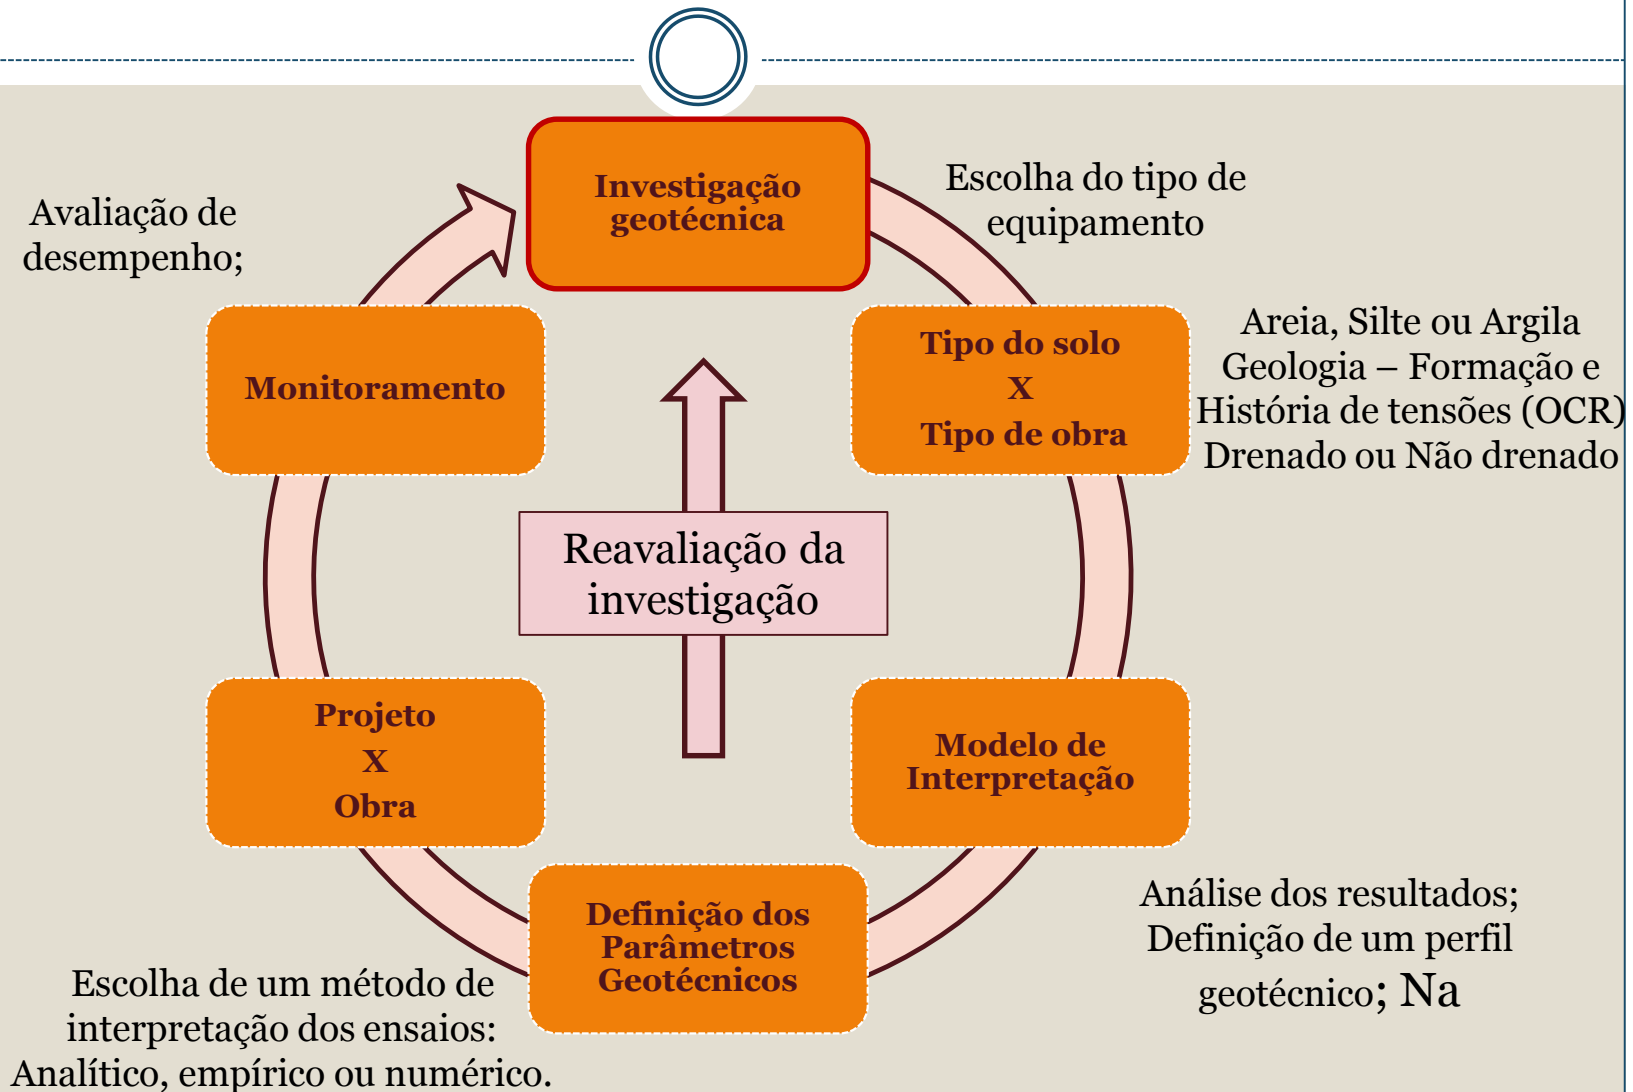 Investigação
geotécnica
Escolha do tipo de
equipamento
Avaliação de
desempenho;
Tipo do solo
X
Tipo de obra
Areia, Silte ou Argila
Geologia – Formação e
História de tensões (OCR)
Drenado ou Não drenado
Monitoramento
Reavaliação da
investigação
Projeto
X
Obra
Modelo de
Interpretação
Análise dos resultados;
Definição de um perfil
geotécnico; Na
Definição dos
Parâmetros
Geotécnicos
Escolha de um método de
interpretação dos ensaios:
Analítico, empírico ou numérico.